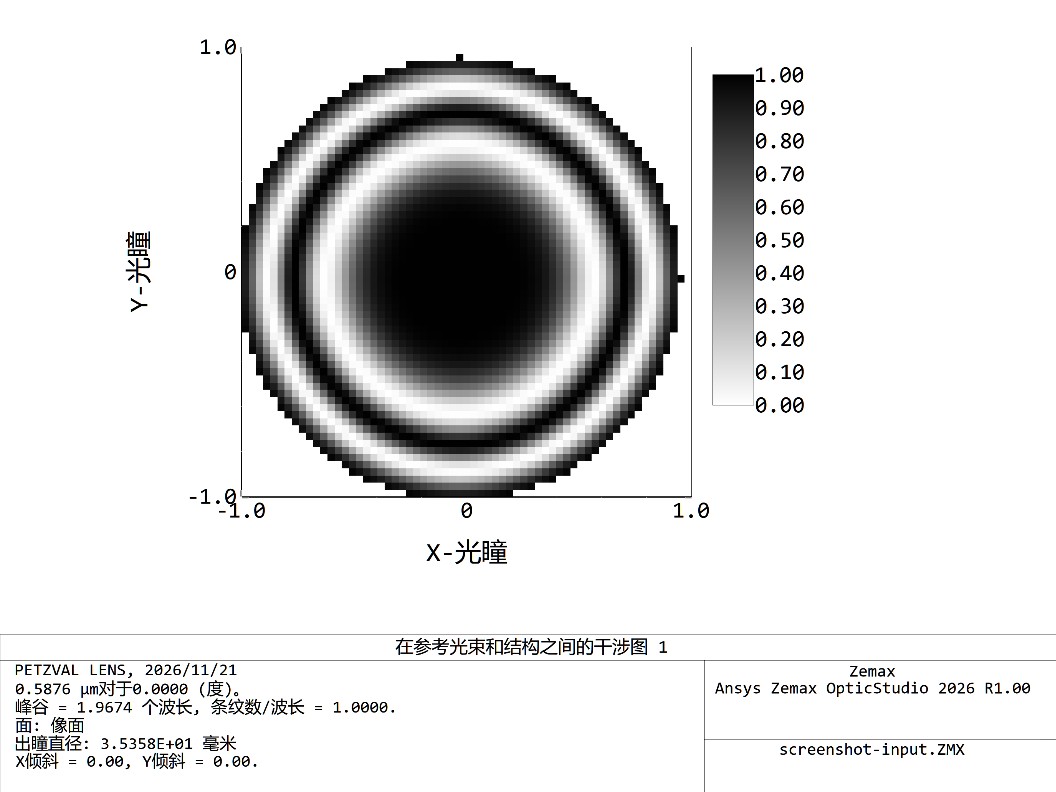 1.0
0
-1.0
-1.0
0
1.0
Y-光瞳
X-光瞳
1.00
0.90
0.80
0.70
0.60
0.50
0.40
0.30
0.20
0.10
0.00
在参考光束和结构之间的干涉图 1
PETZVAL LENS, 2026/11/21
0.5876 µm对于0.0000 (度)。
峰谷 = 1.9674 个波长, 条纹数/波长 = 1.0000.
面: 像面
出瞳直径: 3.5358E+01 毫米
X倾斜 = 0.00, Y倾斜 = 0.00.
Zemax
Ansys Zemax OpticStudio 2026 R1.00
screenshot-input.ZMX